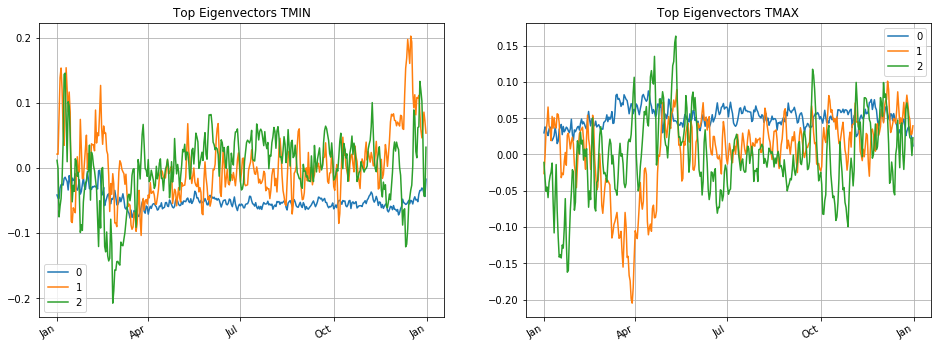 Top Eigenvectors TMIN
0.2
0.1
0.0
−0.1
−0.2
0
1
2
Jan
Apr
Jul
Oct
Jan
Top Eigenvectors TMAX
0.15
0.10
0.05
0.00
−0.05
−0.10
−0.15
−0.20
0
1
2
Jan
Apr
Jul
Oct
Jan